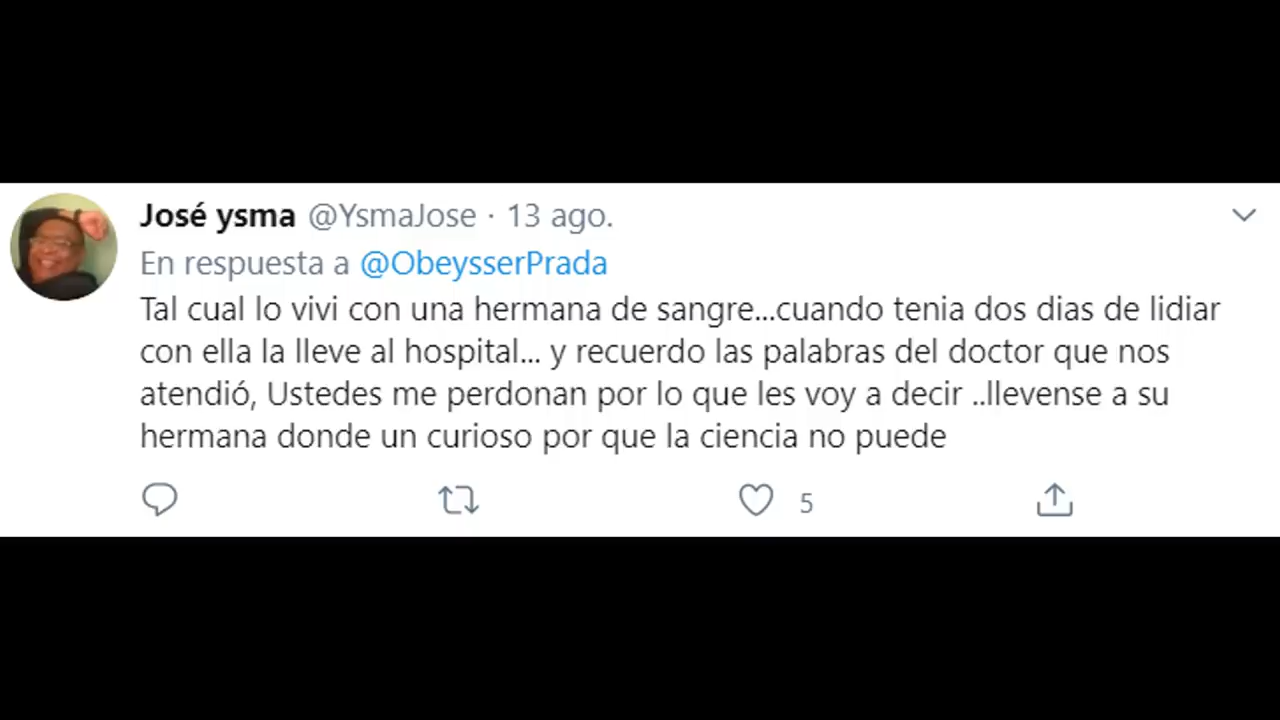 José ysma @YsmaJose · 13 ago.
En respuesta a @ObeysserPrada
Tal cual lo vivi con una hermana de sangre...cuando tenia dos dias de lidiar
con ella la lleve al hospital... y recuerdo las palabras del doctor que nos
atendió, Ustedes me perdonan por lo que les voy a decir ..llevense a su
hermana donde un curioso por que la ciencia no puede
5